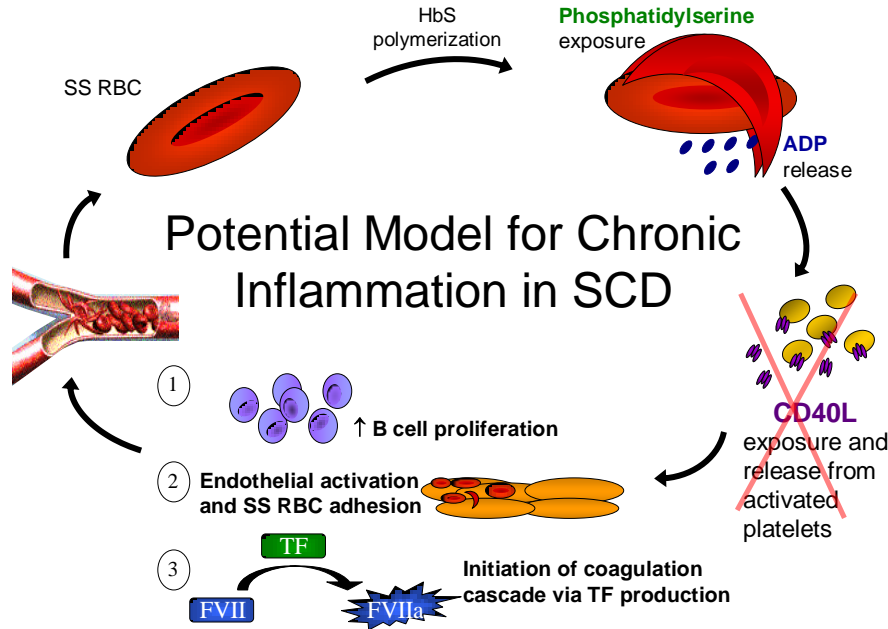 HbS
polymerization
Phosphatidylserine
exposure
SS RBC
ADP
release
Potential Model for Chronic
Inflammation in SCD
CD40L
exposure and
release from
activated
platelets
1
↑ B cell proliferation
2
Endothelial activation
and SS RBC adhesion
3
TF
FVII
FVIIa
Initiation of coagulation
cascade via TF production